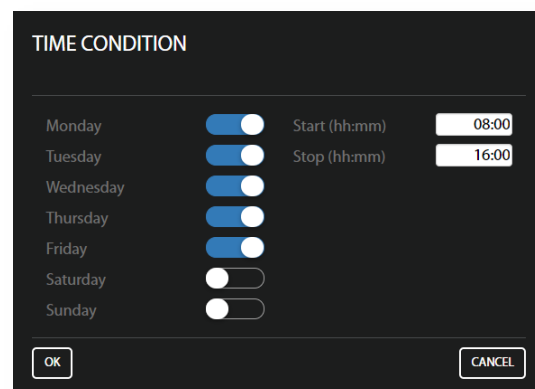 TIME CONDITION
Monday Start (hh:mm) 08:00
Tuesday Stop (hh:mm) 16:00
Wednesday
Thursday
Friday
Saturday
Sunday
OK CANCEL